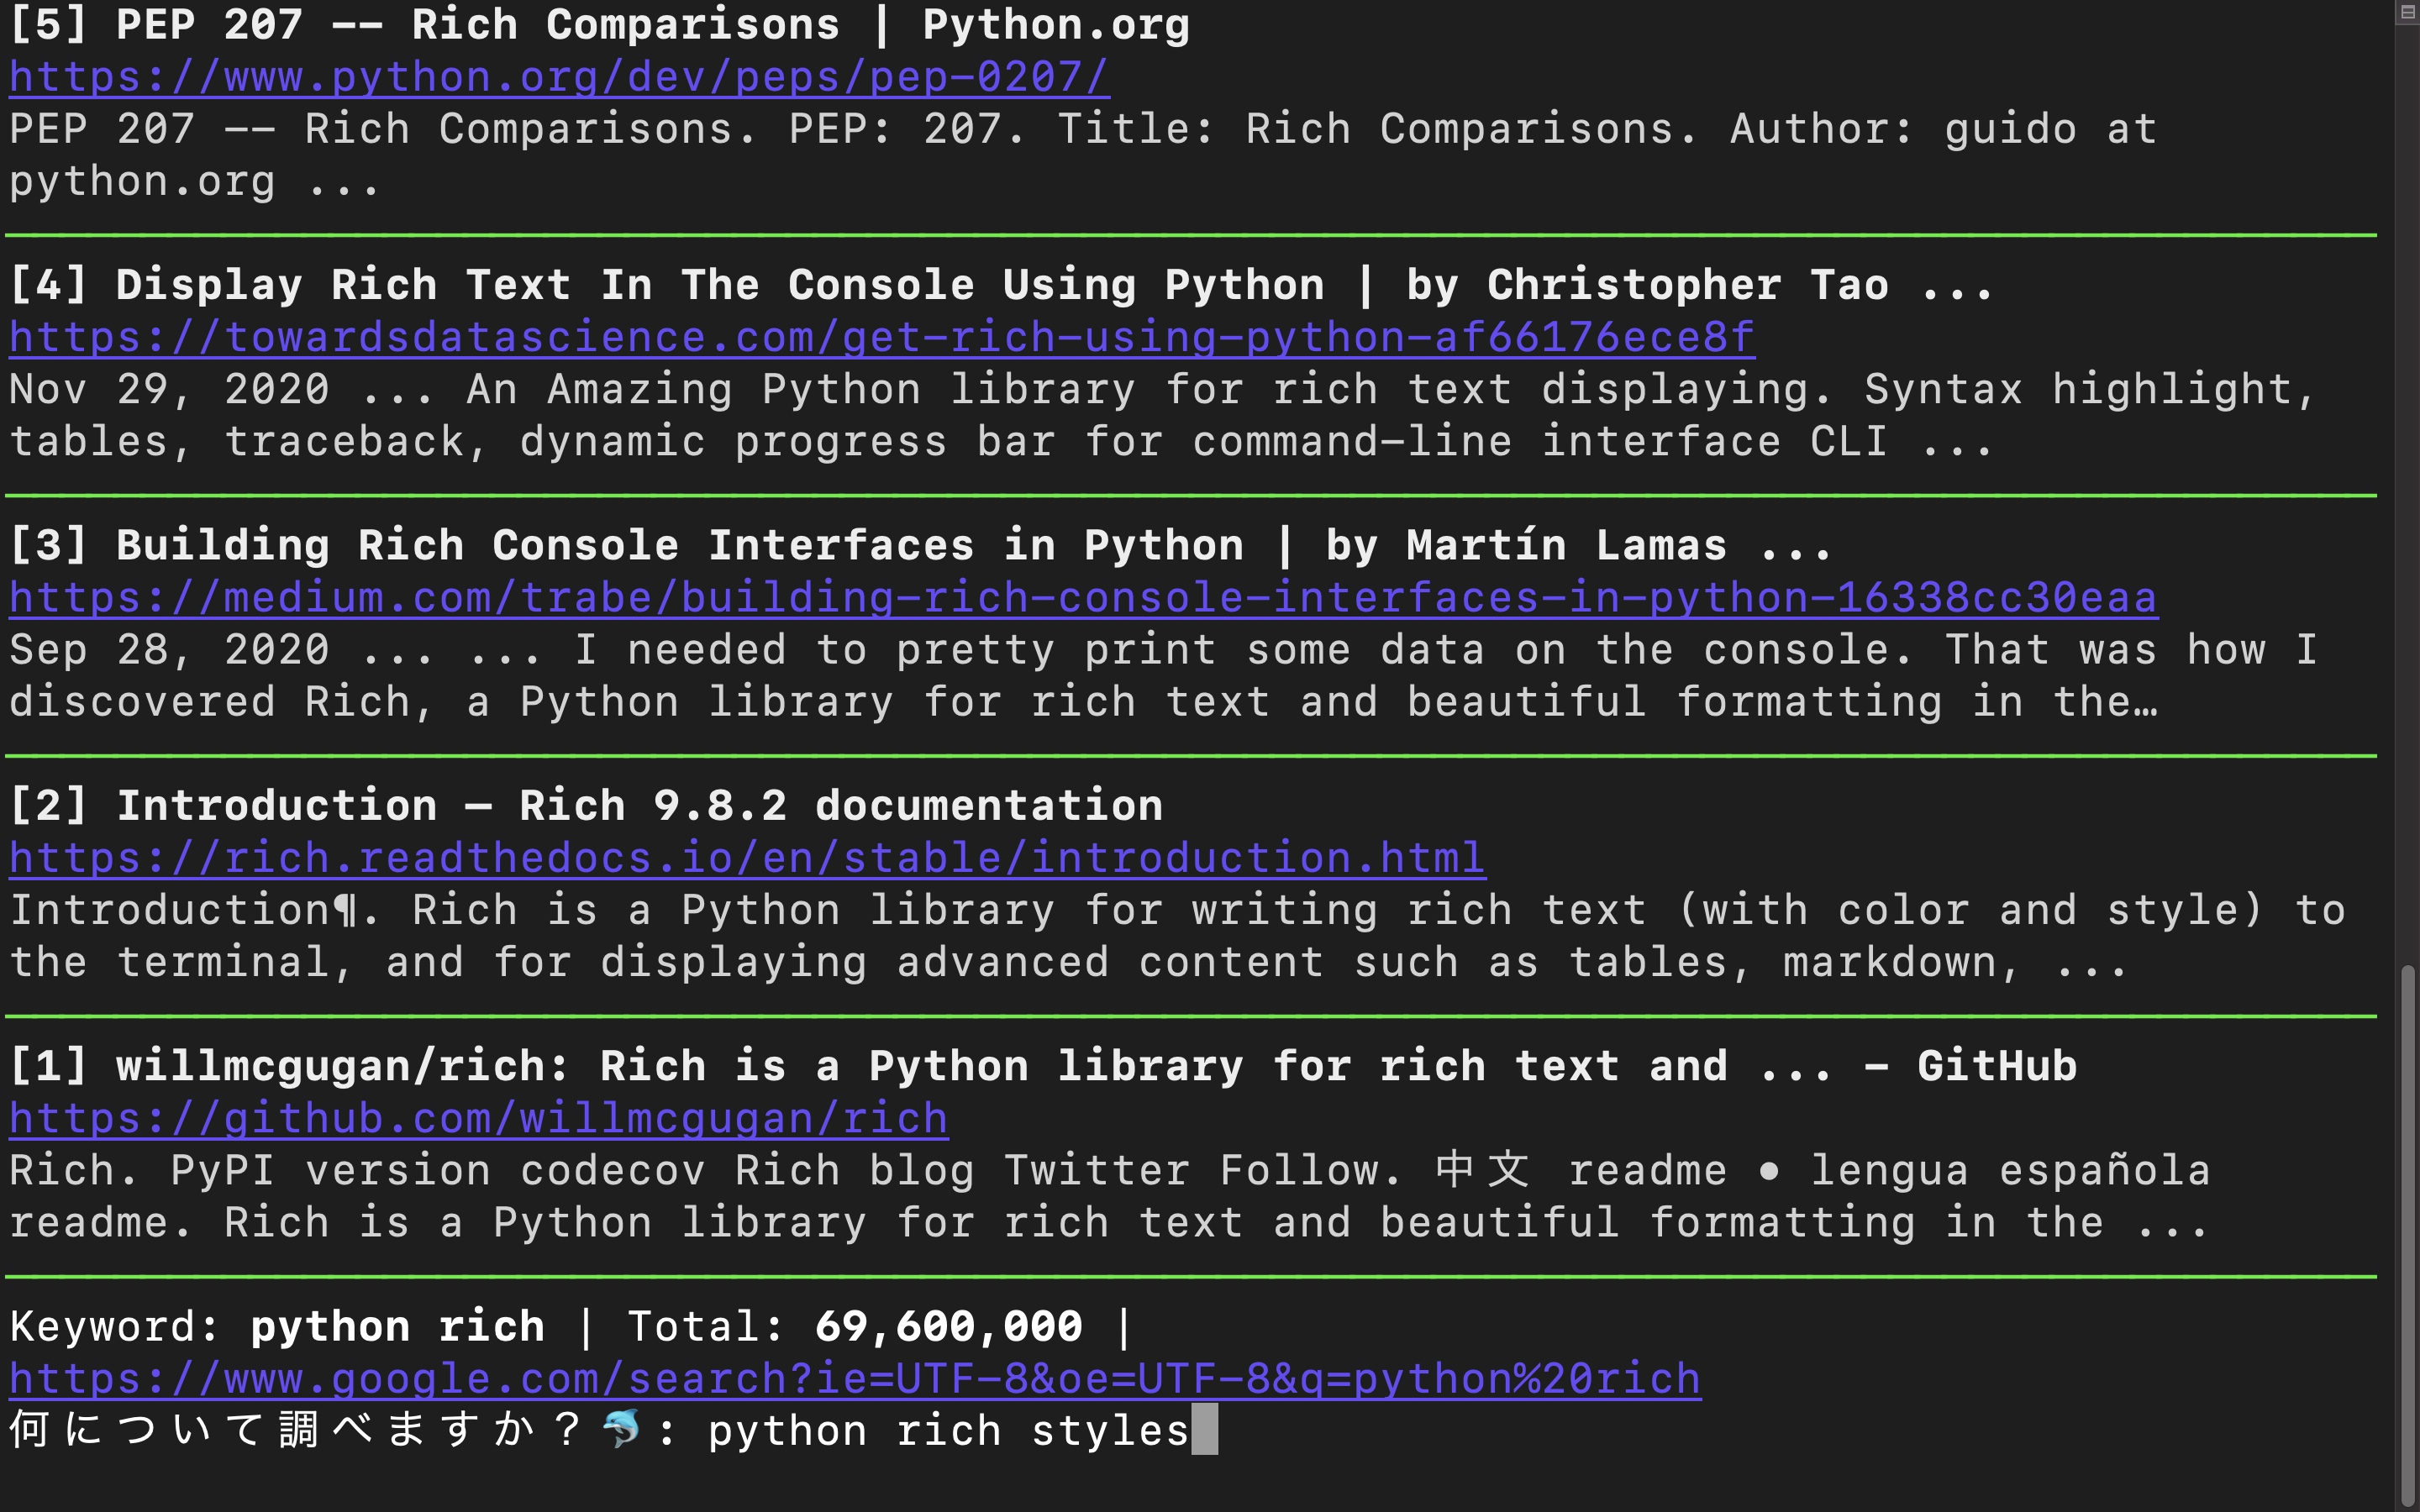 [5] PEP 207 -- Rich Comparisons | Python.org
https://www.python.org/dev/peps/pep-0207/
PEP 207 -- Rich Comparisons. PEP: 207. Title: Rich Comparisons. Author: guido at
python.org ...
[4] Display Rich Text In The Console Using Python | by Christopher Tao ...
https://towardsdatascience.com/get-rich-using-python-af66176ece8f
Nov 29, 2020 ... An Amazing Python library for rich text displaying. Syntax highlight,
tables, traceback, dynamic progress bar for command-line interface CLI ...
[3] Building Rich Console Interfaces in Python | by Martín Lamas ...
https://medium.com/trabe/building-rich-console-interfaces-in-python-16338cc30eaa
Sep 28, 2020 ... ... I needed to pretty print some data on the console. That was how I
discovered Rich, a Python library for rich text and beautiful formatting in the…
[2] Introduction — Rich 9.8.2 documentation
https://rich.readthedocs.io/en/stable/introduction.html
Introduction¶. Rich is a Python library for writing rich text (with color and style) to
the terminal, and for displaying advanced content such as tables, markdown, ...
[1] willmcgugan/rich: Rich is a Python library for rich text and ... - GitHub
https://github.com/willmcgugan/rich
Rich. PyPI version codecov Rich blog Twitter Follow. 中文 readme • lengua española
readme. Rich is a Python library for rich text and beautiful formatting in the ...
Keyword: python rich | Total: 69,600,000 |
https://www.google.com/search?ie=UTF-8&oe=UTF-8&q=python%20rich
何について調べますか？🐬: python rich styles